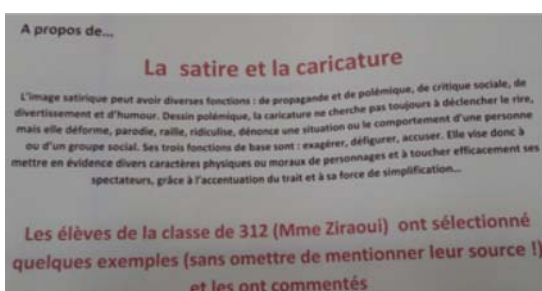 A propos de...
La satire et la caricature
L'image satirique peut avoir diverses fonctions : de propagande et de polémique, de critique sociale, de
divertissement et d'humour. Dessin polémique, la caricature ne cherche pas toujours à déclencher le rire,
mais elle déforme, parodie, raille, ridiculise, dénonce une situation ou le comportement d'une personne
ou d'un groupe social. Ses trois fonctions de base sont : exagérer, défigurer, accuser. Elle vise donc à
mettre en évidence divers caractères physiques ou moraux de personnages et à toucher efficacement ses
spectateurs, grâce à l'accentuation du trait et à sa force de simplification...
Les élèves de la classe de 312 (Mme Ziraoui) ont sélectionné
quelques exemples (sans omettre de mentionner leur source !)
et les ont commentés